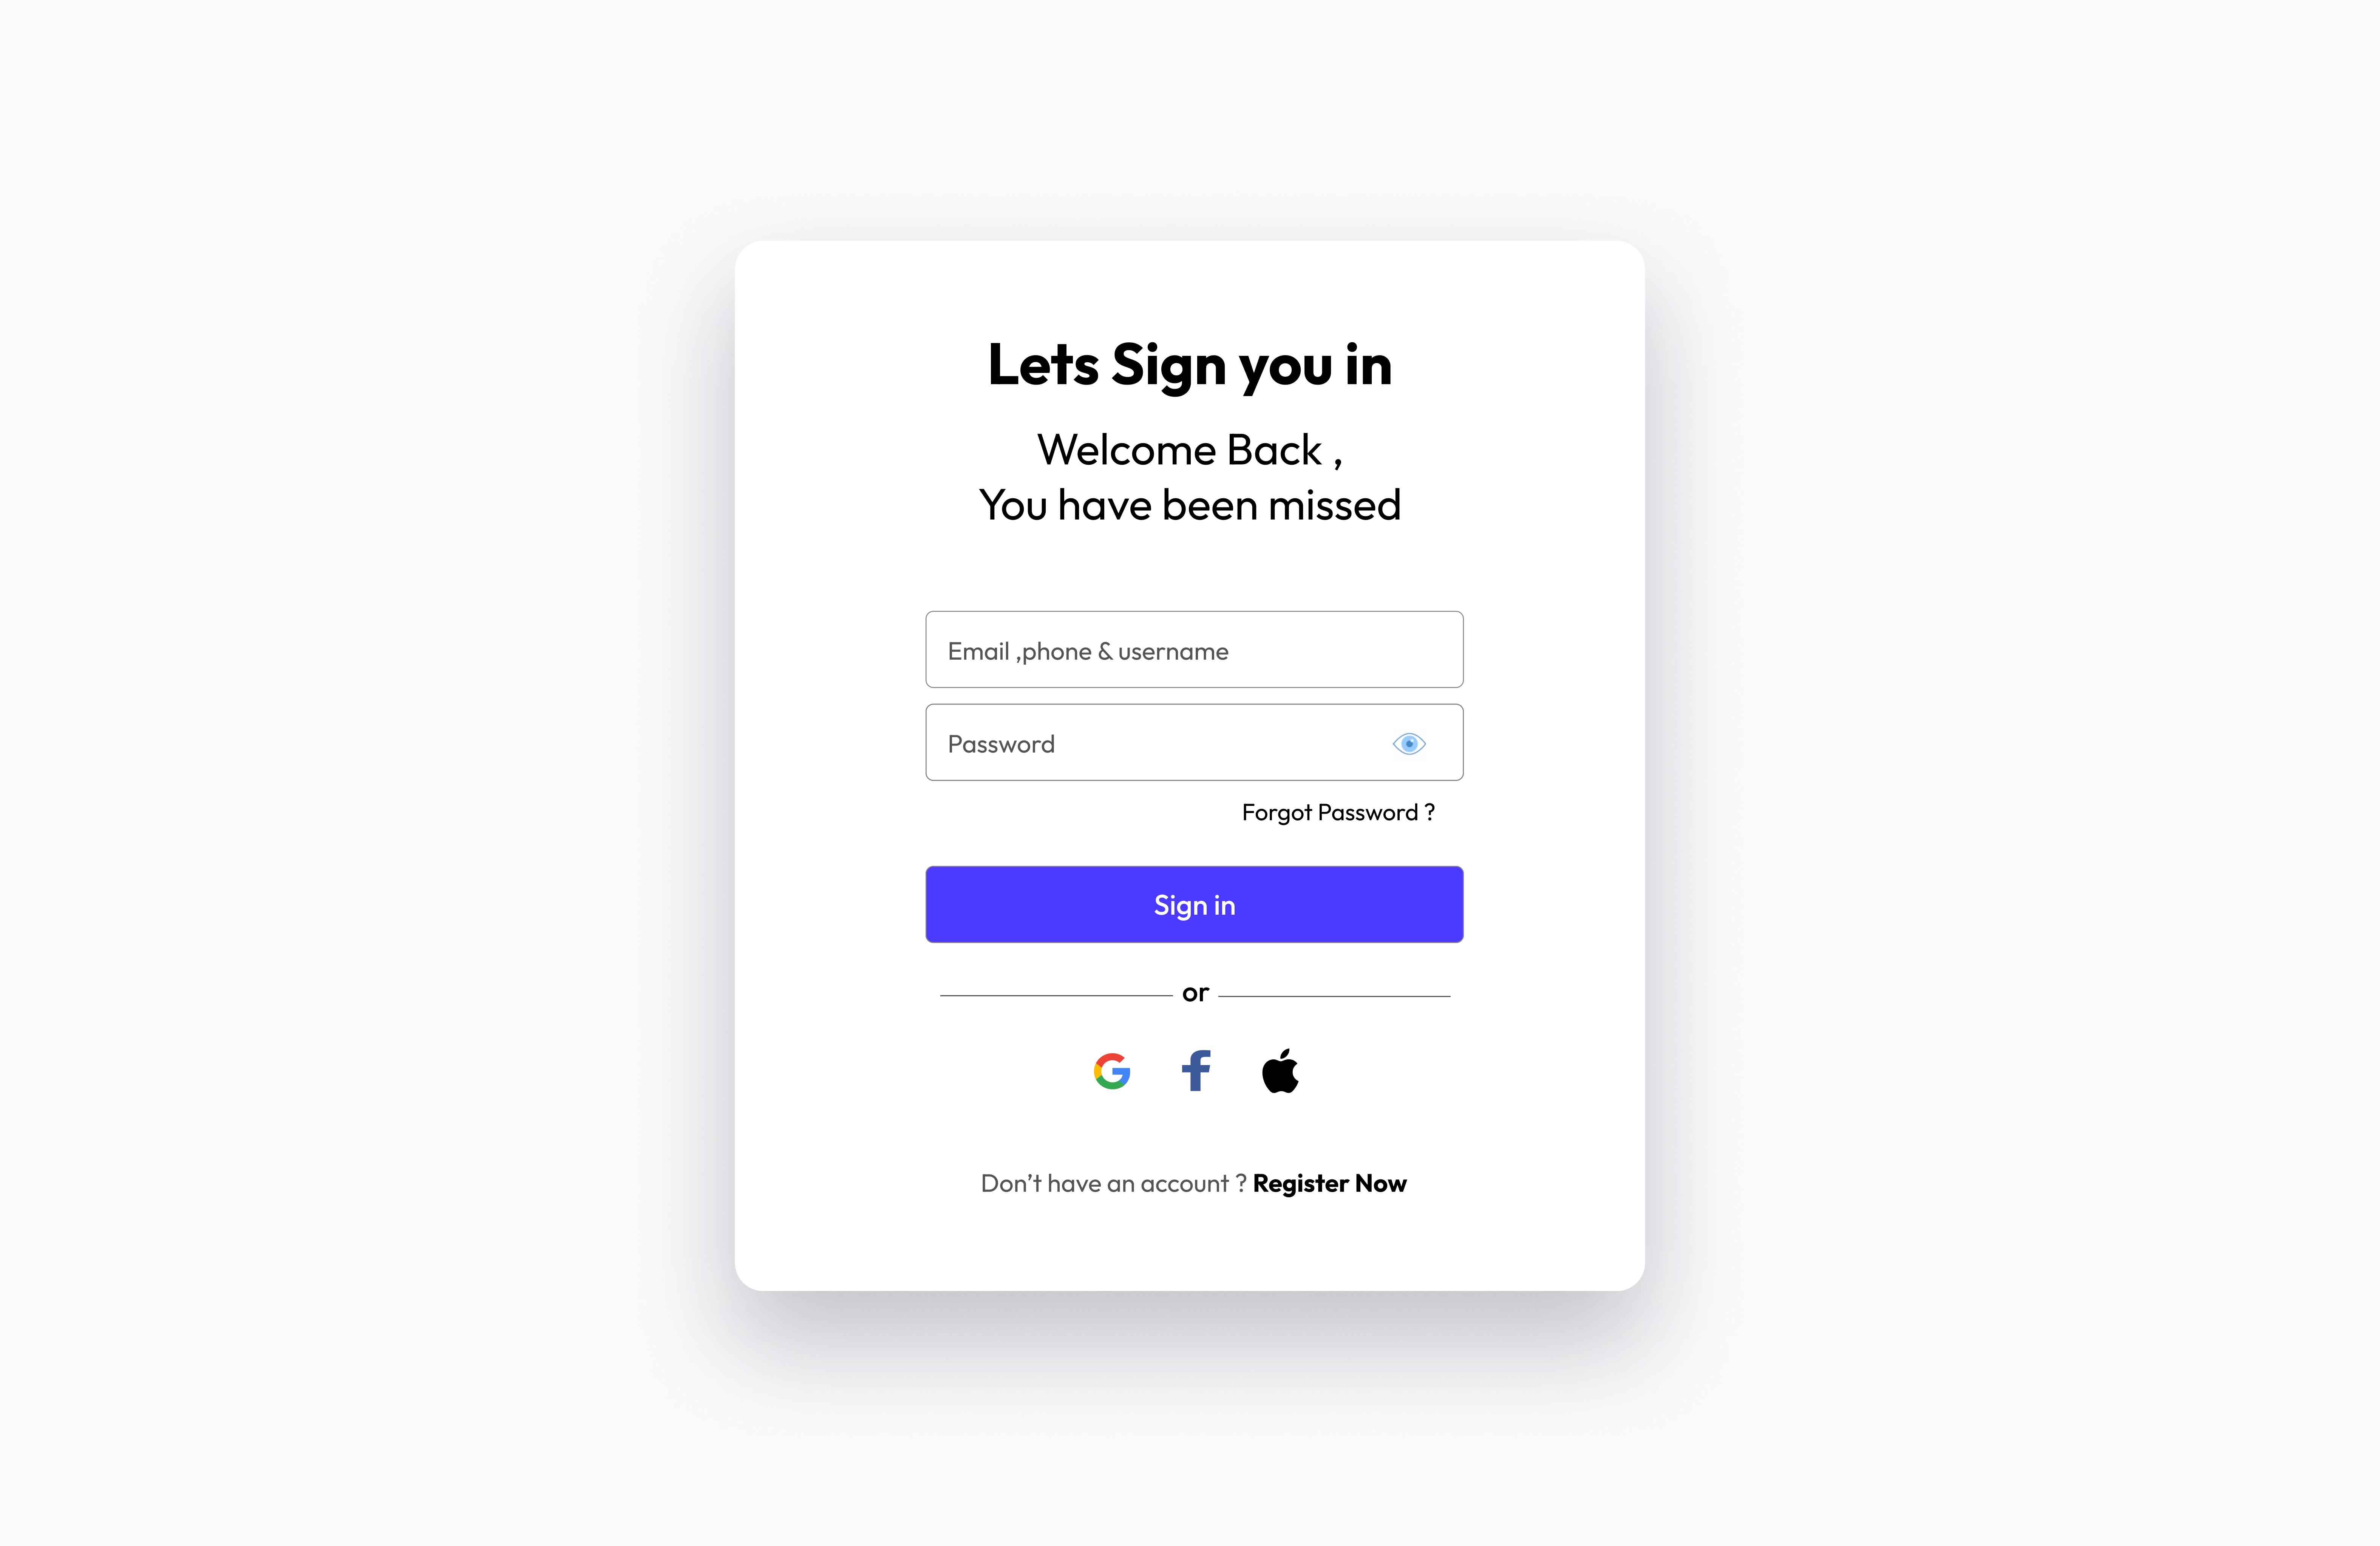 Lets Sign you in
Welcome Back ,
You have been missed
Email ,phone & username
Password
Forgot Password ?
Sign in
or
Don’t have an account ? Register Now